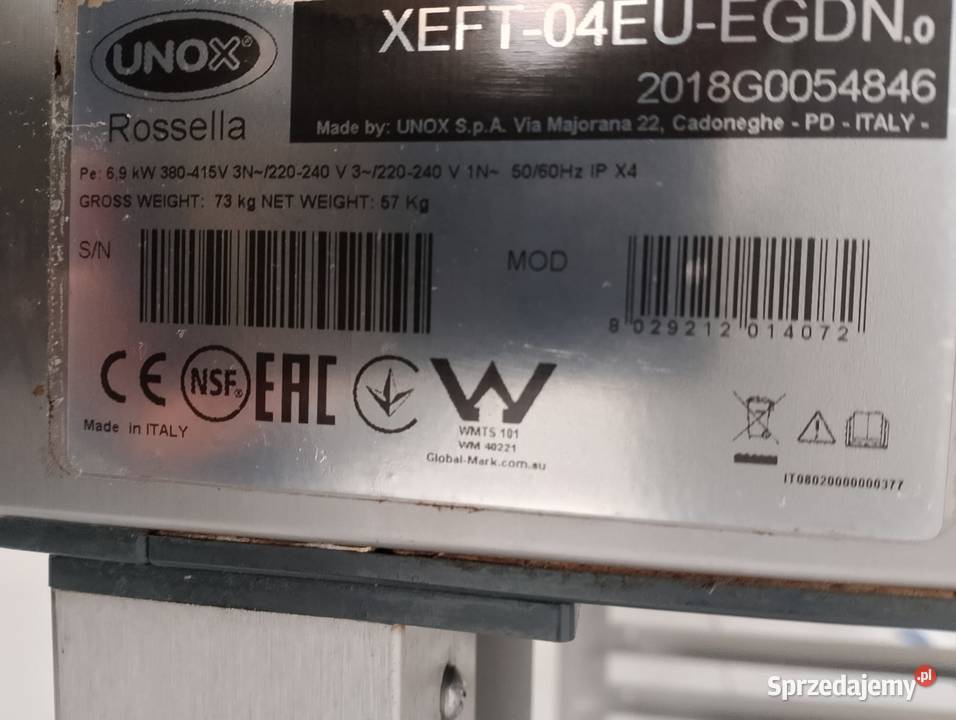 UNOX®
XEFT-04EU-EGDN.0
2018G0054846
Rossella
Made by: UNOX S.p.A. Via Majorana 22, Cadoneghe - PD - ITALY -
Pe: 6,9 kW 380-415V 3N~/220-240 V 3~/220-240 V 1N~ 50/60Hz IP X4
GROSS WEIGHT: 73 kg NET WEIGHT: 57 Kg
S/N
MOD
8 029212 014072
CE NSF® EAC
Made in ITALY
WMTS 101
WM 40221
Global-Mark.com.au
IT08020000000377
Sprzedajemy.pl